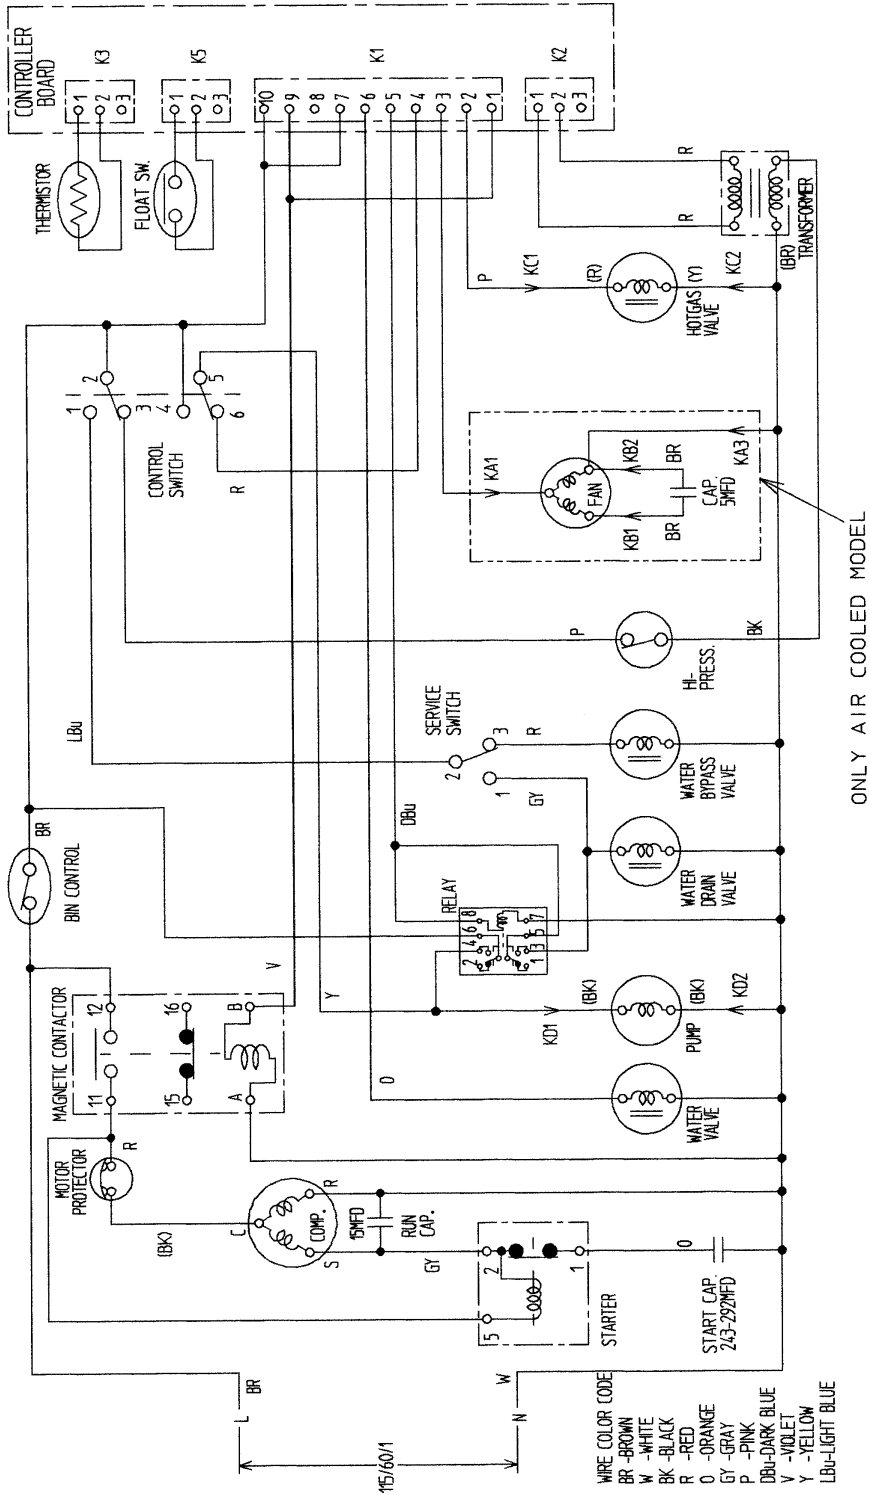 CONTROLLER
BOARD
K3
1
2
3
K5
1
2
3
K1
10
9
8
7
6
5
4
3
2
1
K2
1
2
3
THERMISTOR
FLOAT SW.
R
R
(BR)
TRANSFORMER
P
KC1
(R)
HOTGAS
VALVE
(Y)
KC2
1
2
3
4
5
6
CONTROL
SWITCH
R
KA1
FAN
KB1
KB2
BR
BR
CAP.
5MFD
KA3
ONLY AIR COOLED MODEL
P
HI-
PRESS.
BK
LBu
SERVICE
SWITCH
2
3
1
R
GY
WATER
BYPASS
VALVE
WATER
DRAIN
VALVE
DBu
BR
BIN CONTROL
RELAY
2
4
6
8
1
3
5
7
V
Y
KD1
(BK)
PUMP
(BK)
KD2
O
WATER
VALVE
MAGNETIC CONTACTOR
11
12
15
16
A
B
MOTOR
PROTECTOR
R
(BK)
C
COMP.
S
R
15MFD
RUN
CAP.
GY
2
1
5
STARTER
O
START CAP.
243-292MFD
L
BR
115/60/1
N
W
WIRE COLOR CODE
BR -BROWN
W -WHITE
BK -BLACK
R -RED
O -ORANGE
GY -GRAY
P -PINK
DBu-DARK BLUE
V -VIOLET
Y -YELLOW
LBu-LIGHT BLUE